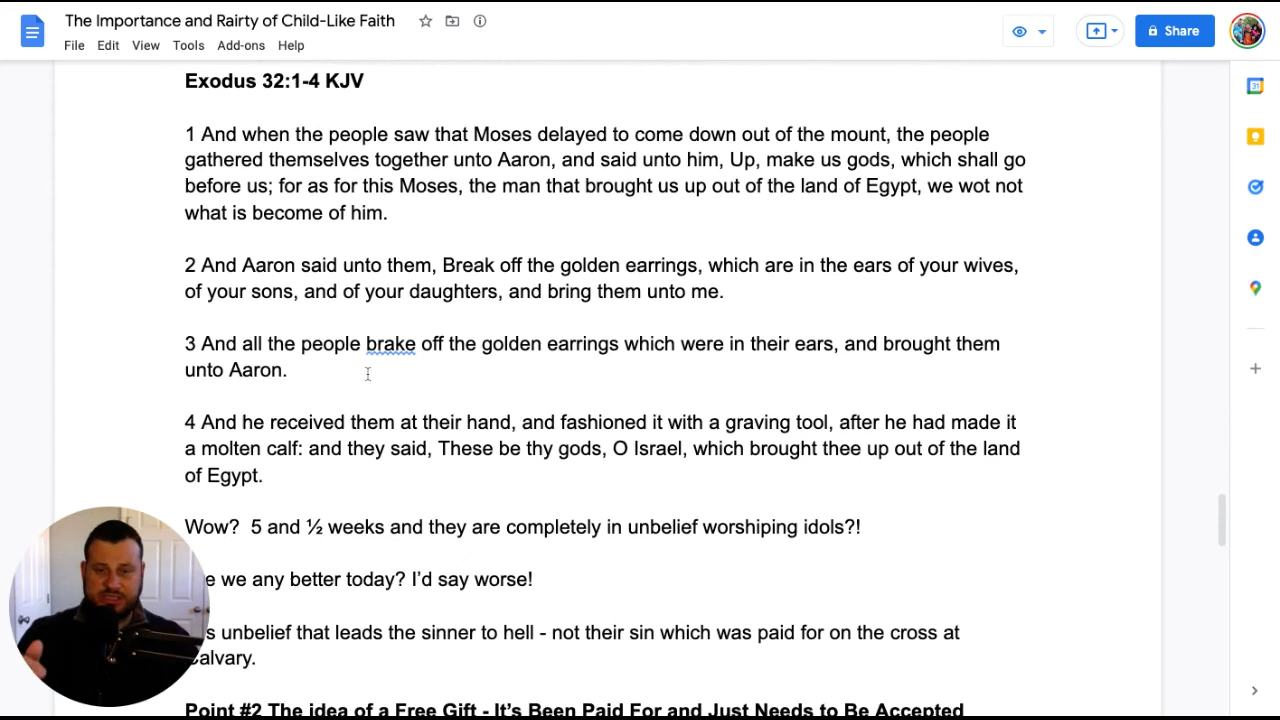 The Importance and Rairty of Child-Like Faith
File Edit View Tools Add-ons Help
Share
Exodus 32:1-4 KJV
1 And when the people saw that Moses delayed to come down out of the mount, the people
gathered themselves together unto Aaron, and said unto him, Up, make us gods, which shall go
before us; for as for this Moses, the man that brought us up out of the land of Egypt, we wot not
what is become of him.
2 And Aaron said unto them, Break off the golden earrings, which are in the ears of your wives,
of your sons, and of your daughters, and bring them unto me.
3 And all the people brake off the golden earrings which were in their ears, and brought them
unto Aaron.
4 And he received them at their hand, and fashioned it with a graving tool, after he had made it
a molten calf: and they said, These be thy gods, O Israel, which brought thee up out of the land
of Egypt.
Wow? 5 and ½ weeks and they are completely in unbelief worshiping idols?!
we any better today? I'd say worse!
unbelief that leads the sinner to hell - not their sin which was paid for on the cross at
Calvary.
Point #2 The idea of a Free Gift - It's Been Paid For and Just Needs to Be Accepted
31